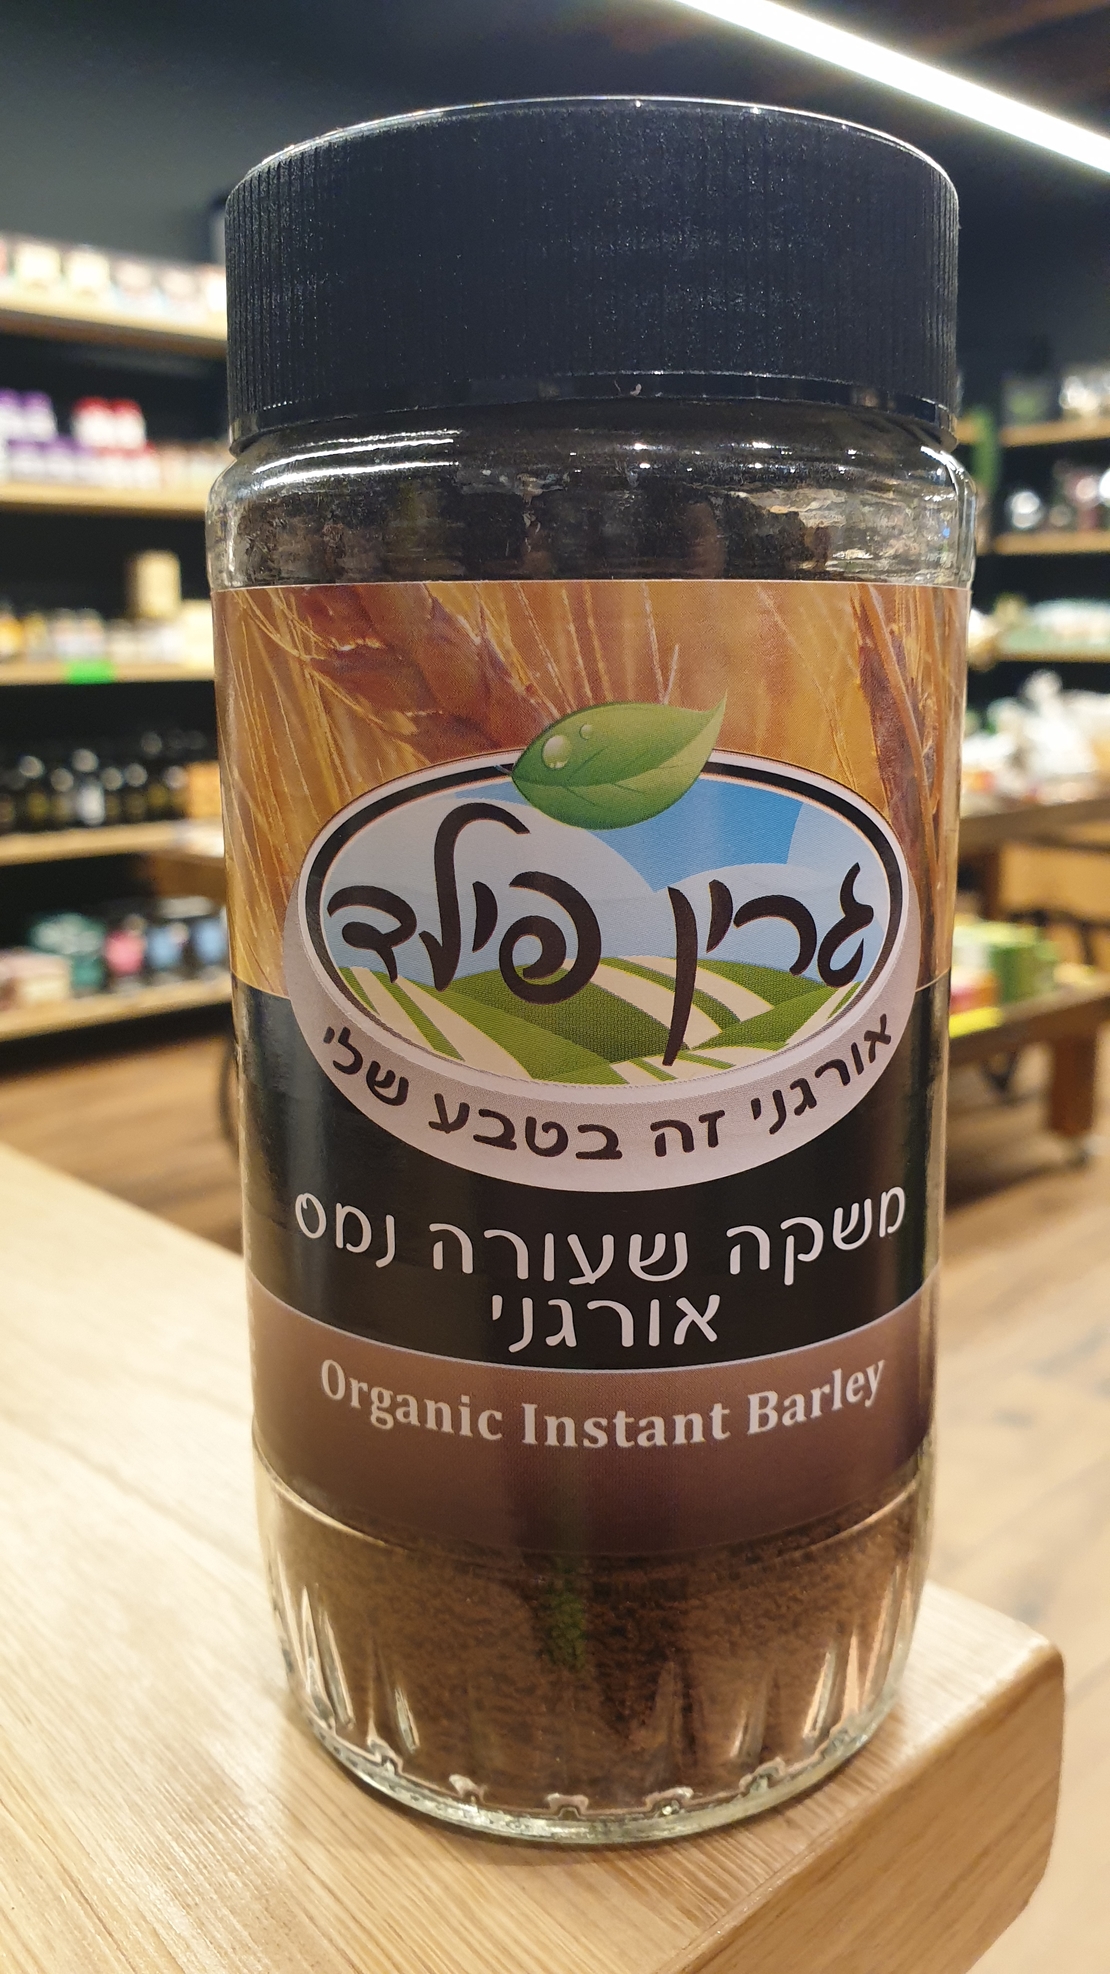 גרין פילד
אורגני זה בטבע שלי
משקה שעורה נמס
אורגני
Organic Instant Barley